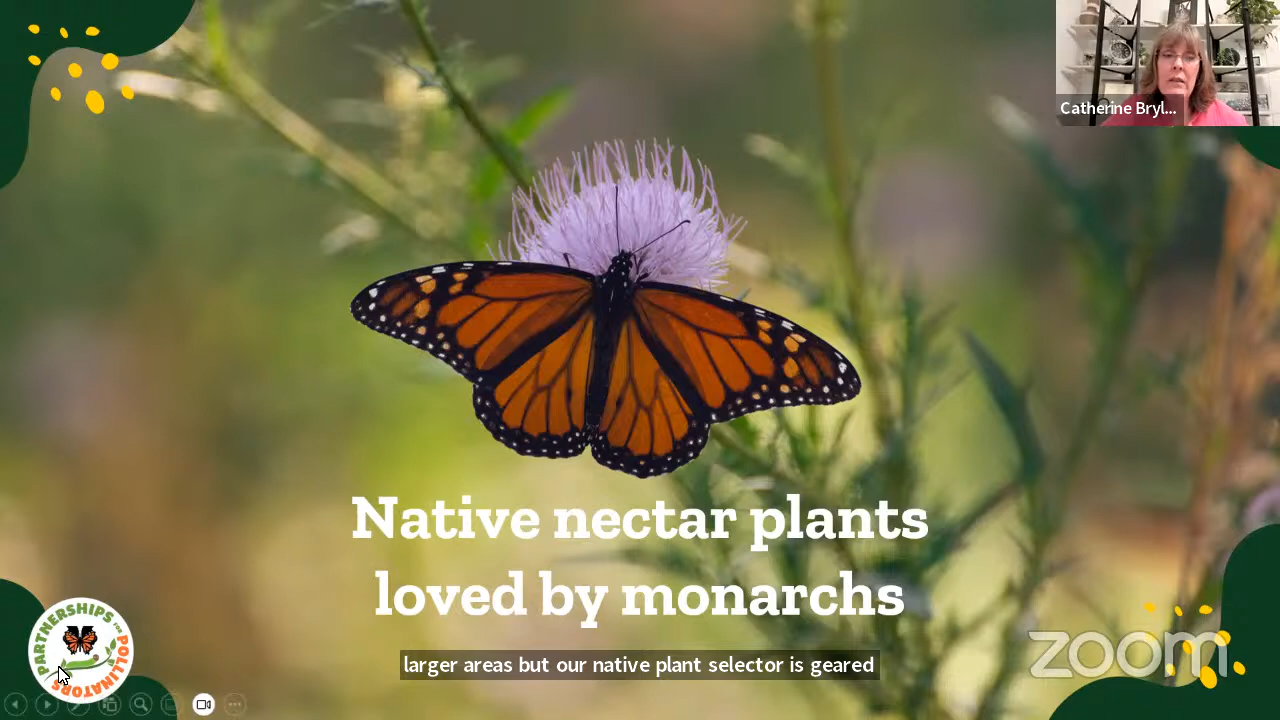 Catherine Bryl...
Native nectar plants
loved by monarchs
PARTNERSHIPS for
POLLINATORS
larger areas but our native plant selector is geared
zoom